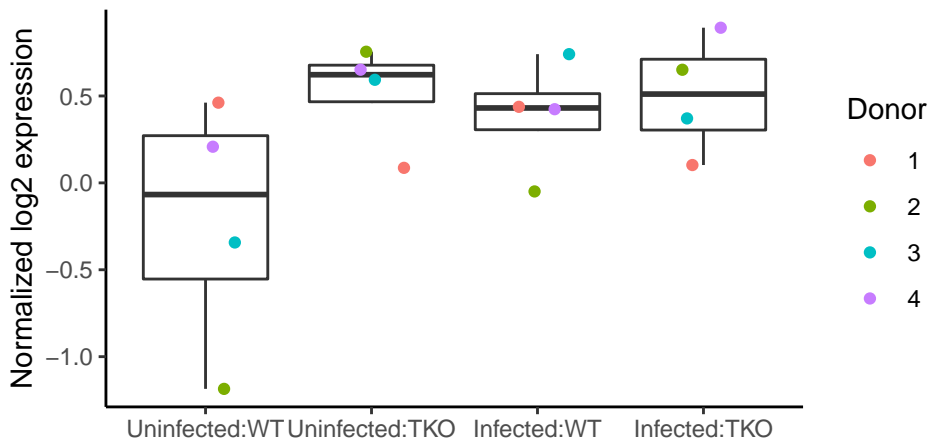 Normalized log2 expression
0.5
0.0
−0.5
−1.0
Uninfected:WT Uninfected:TKO Infected:WT Infected:TKO
Donor
1
2
3
4